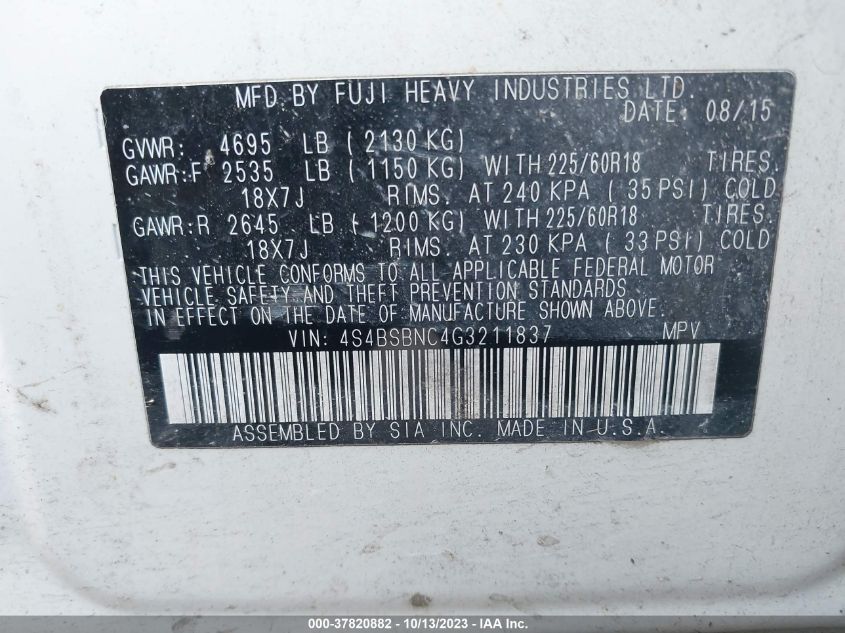 MFD. BY FUJI HEAVY INDUSTRIES LTD.
DATE: 08/15
GVWR: 4695 LB ( 2130 KG)
GAWR:F 2535 LB ( 1150 KG) WITH 225/60R18 TIRES.
18X7J RIMS. AT 240 KPA ( 35 PSI) COLD
GAWR:R 2645 LB ( 1200 KG) WITH 225/60R18 TIRES.
18X7J RIMS. AT 230 KPA ( 33 PSI) COLD
THIS VEHICLE CONFORMS TO ALL APPLICABLE FEDERAL MOTOR
VEHICLE SAFETY AND THEFT PREVENTION STANDARDS
IN EFFECT ON THE DATE OF MANUFACTURE SHOWN ABOVE.
VIN: 4S4BSBNC4G3211837 MPV
ASSEMBLED BY SIA INC. MADE IN U.S.A.
000-37820882 - 10/13/2023 - IAA Inc.